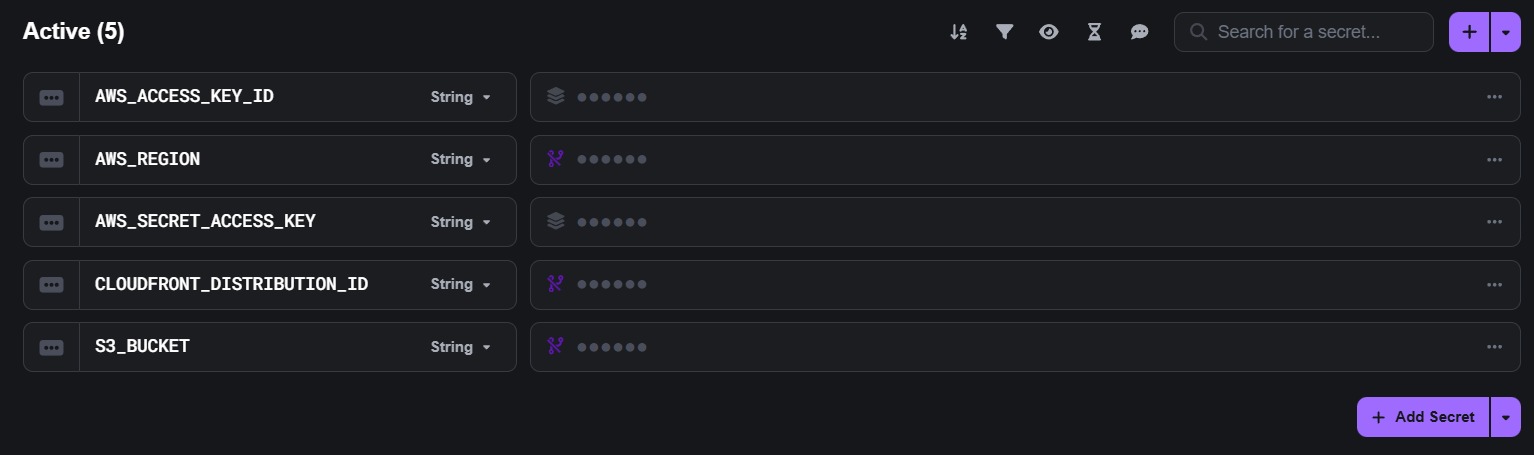 Active (5)
Search for a secret...
AWS_ACCESS_KEY_ID String
AWS_REGION String
AWS_SECRET_ACCESS_KEY String
CLOUDFRONT_DISTRIBUTION_ID String
S3_BUCKET String
Add Secret